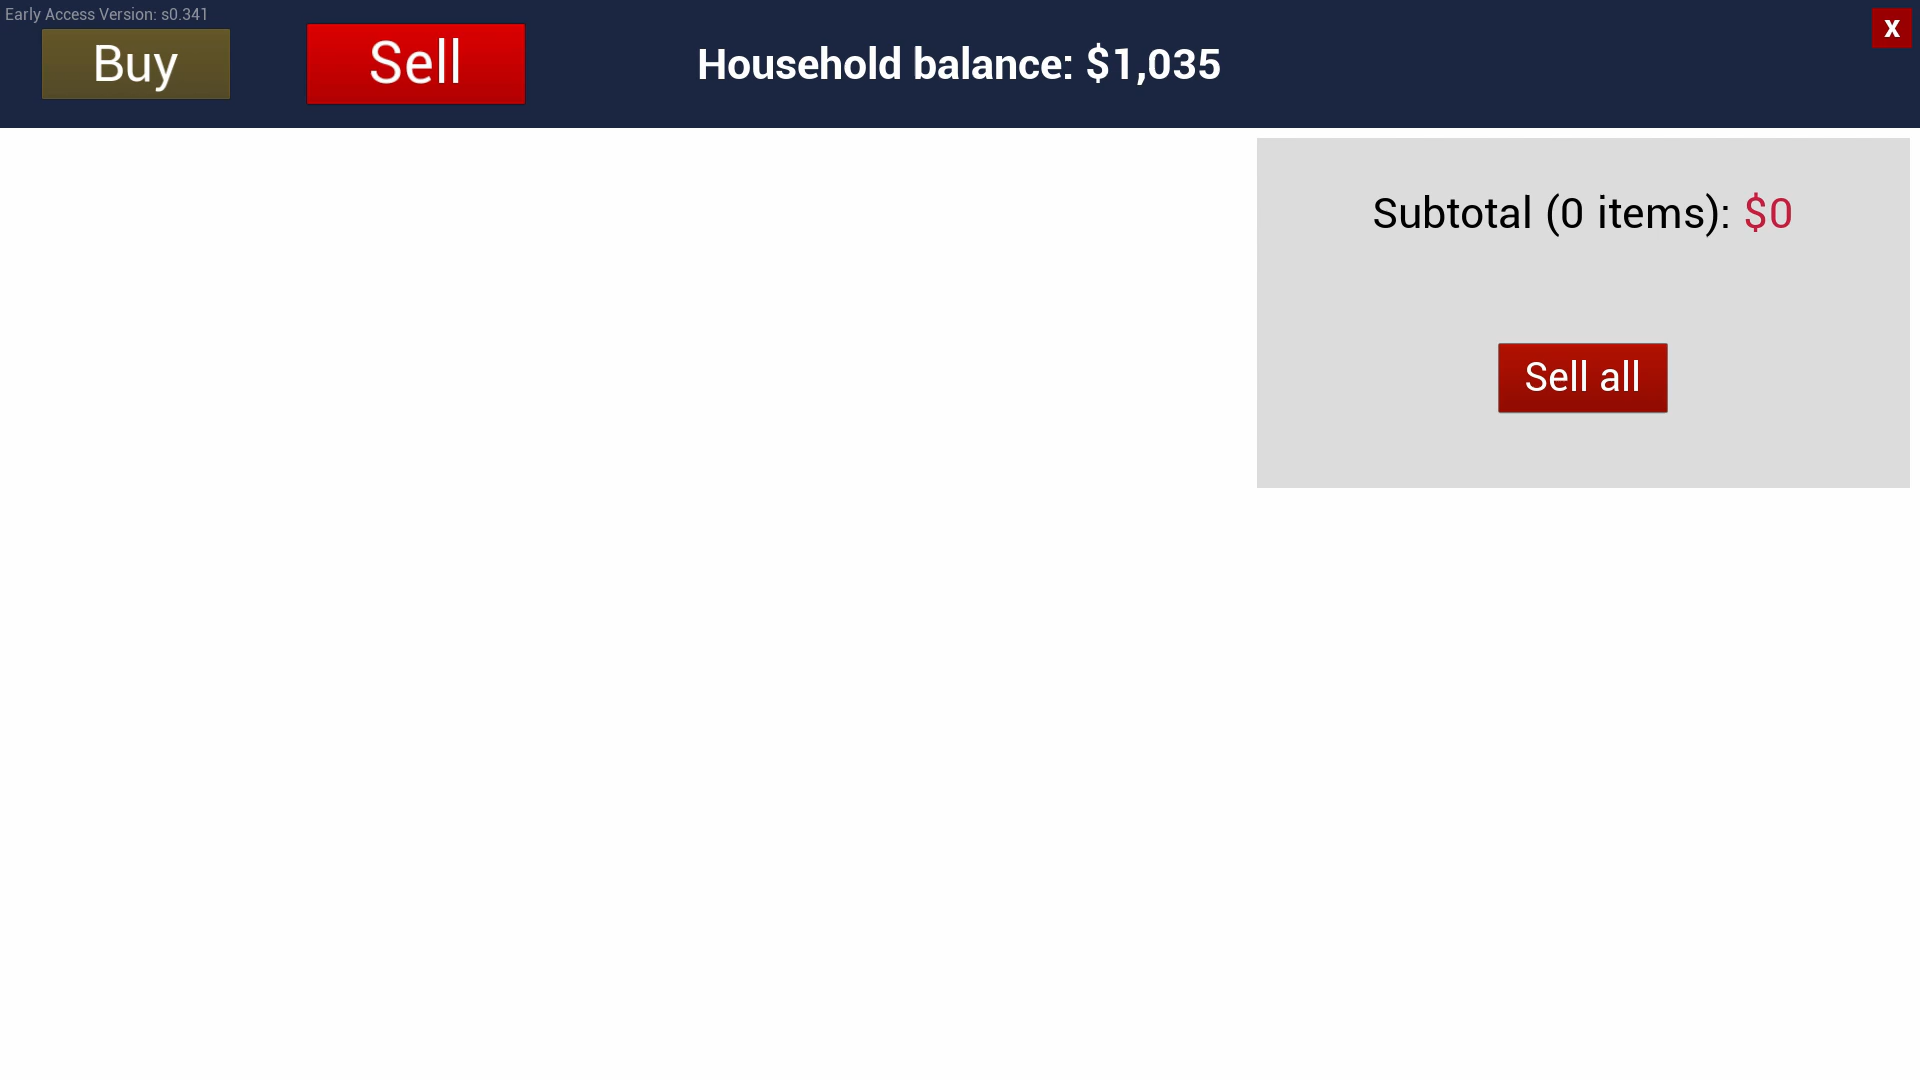 Early Access Version: s0.341
Buy
Sell
Household balance: $1,035
X
Subtotal (0 items): $0
Sell all